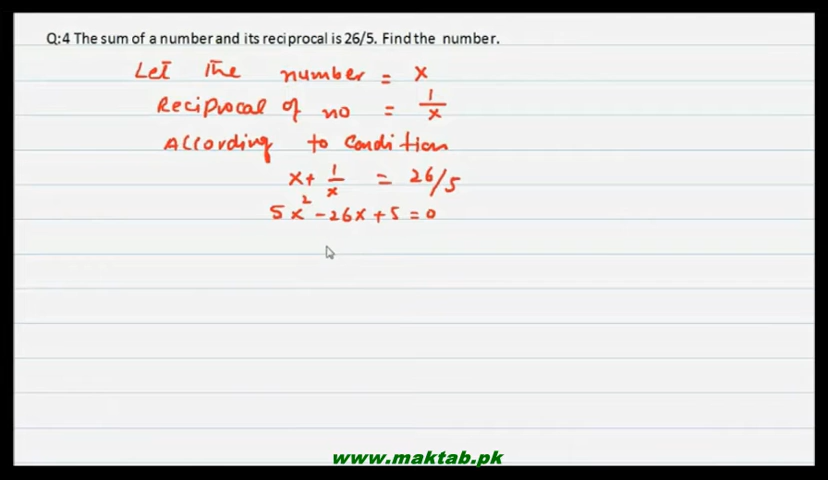 Q:4 The sum of a number and its reciprocal is 26/5. Find the number.
Let The number = x
Reciprocal of no = 1/x
According to condition
x + 1/x = 26/5
5x² - 26x + 5 = 0
www.maktab.pk